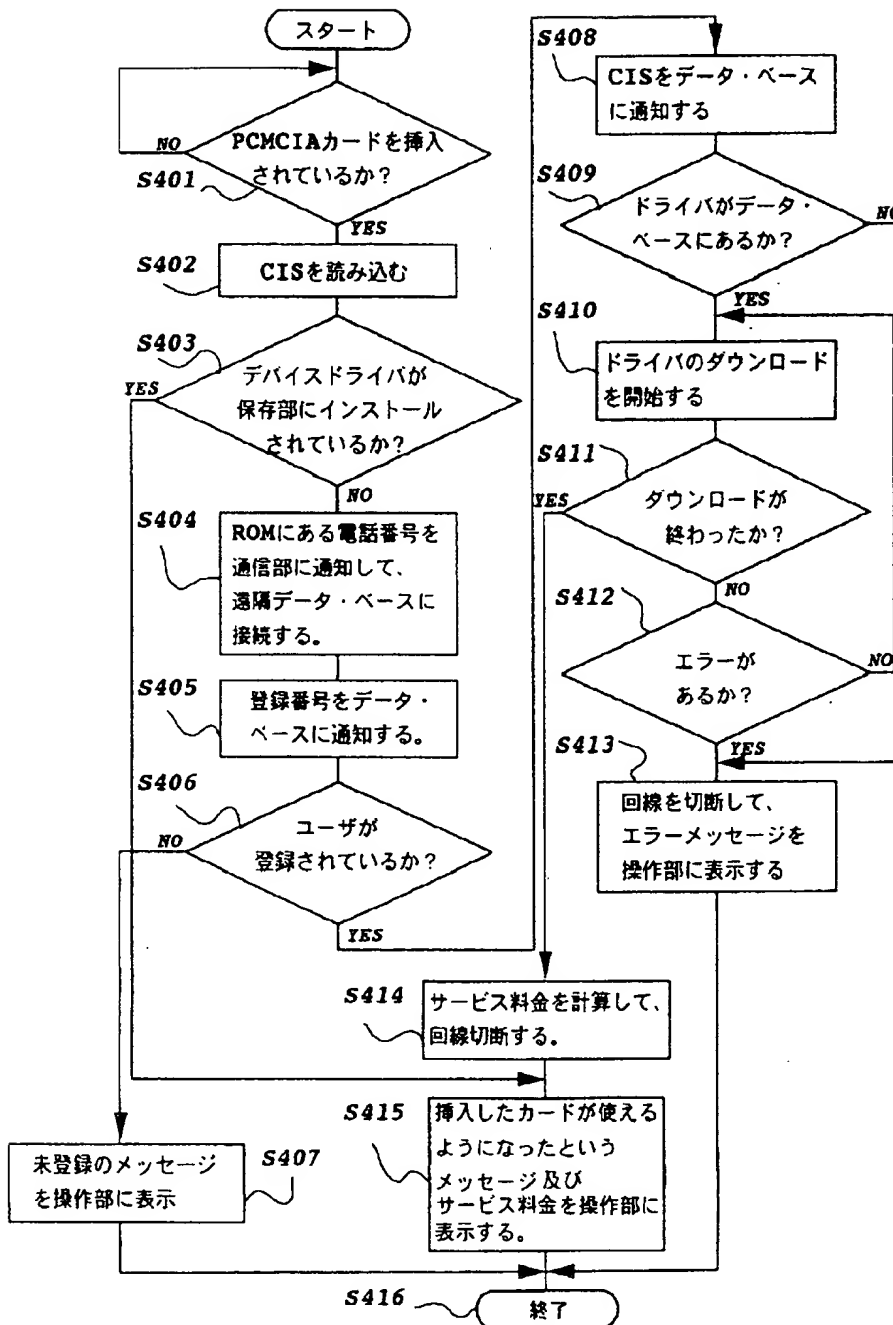 スタート
NO
PCMCIAカードを挿入
されているか?
S401
YES
S402
CISを読み込む
S403
YES
デバイスドライバが
保存部にインストール
されているか?
NO
S404
ROMにある電話番号を
通信部に通知して、
遠隔データ・ベースに
接続する。
S405
登録番号をデータ・
ベースに通知する。
S406
NO
ユーザが
登録されているか?
YES
S407
未登録のメッセージ
を操作部に表示
S408
CISをデータ・ベース
に通知する
S409
ドライバがデータ・
ベースにあるか?
NO
YES
S410
ドライバのダウンロード
を開始する
S411
YES
ダウンロードが
終わったか?
NO
S412
エラーが
あるか?
NO
YES
S413
回線を切断して、
エラーメッセージを
操作部に表示する
S414
サービス料金を計算して、
回線切断する。
S415
挿入したカードが使える
ようになったという
メッセージ及び
サービス料金を操作部に
表示する。
S416
終了